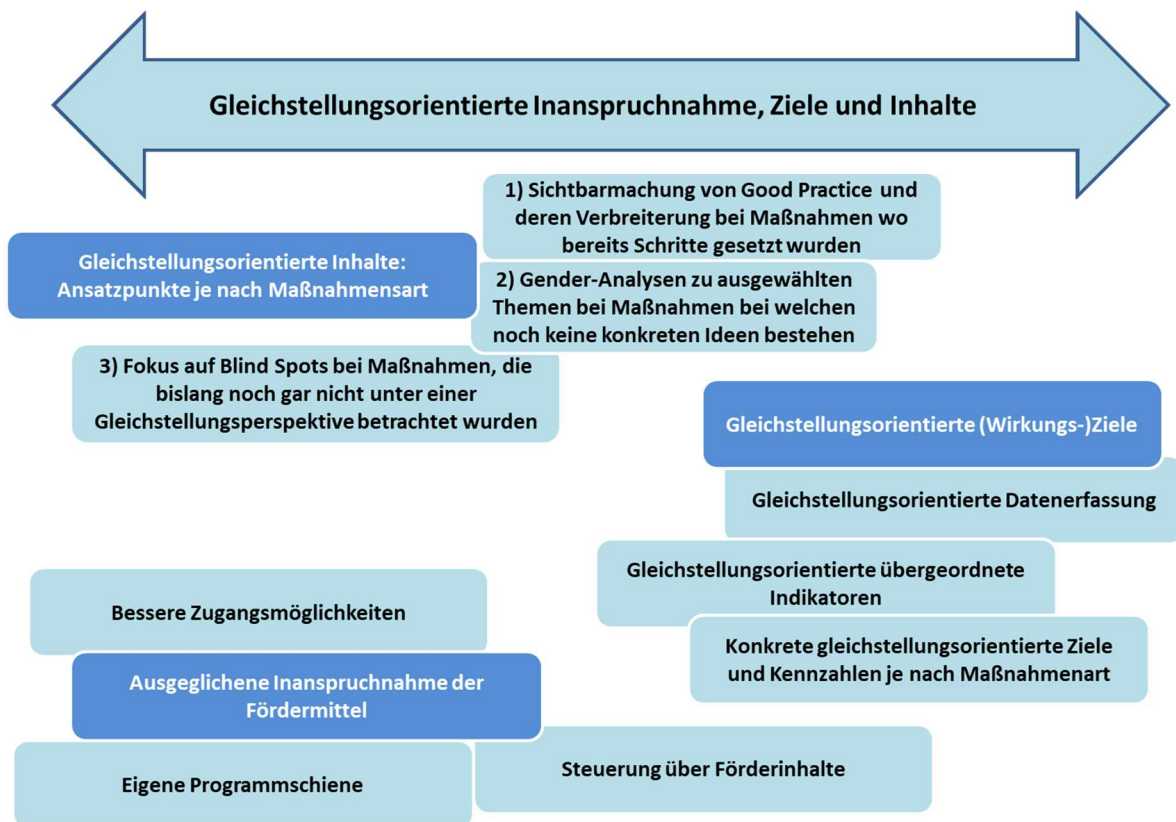 Gleichstellungsorientierte Inanspruchnahme, Ziele und Inhalte
1) Sichtbarmachung von Good Practice und
deren Verbreiterung bei Maßnahmen wo
bereits Schritte gesetzt wurden
Gleichstellungsorientierte Inhalte:
Ansatzpunkte je nach Maßnahmensart
2) Gender-Analysen zu ausgewählten
Themen bei Maßnahmen bei welchen
noch keine konkreten Ideen bestehen
3) Fokus auf Blind Spots bei Maßnahmen, die
bislang noch gar nicht unter einer
Gleichstellungsperspektive betrachtet wurden
Gleichstellungsorientierte (Wirkungs-)Ziele
Gleichstellungsorientierte Datenerfassung
Gleichstellungsorientierte übergeordnete
Indikatoren
Konkrete gleichstellungsorientierte Ziele
und Kennzahlen je nach Maßnahmenart
Bessere Zugangsmöglichkeiten
Ausgeglichene Inanspruchnahme der
Fördermittel
Eigene Programmschiene
Steuerung über Förderinhalte